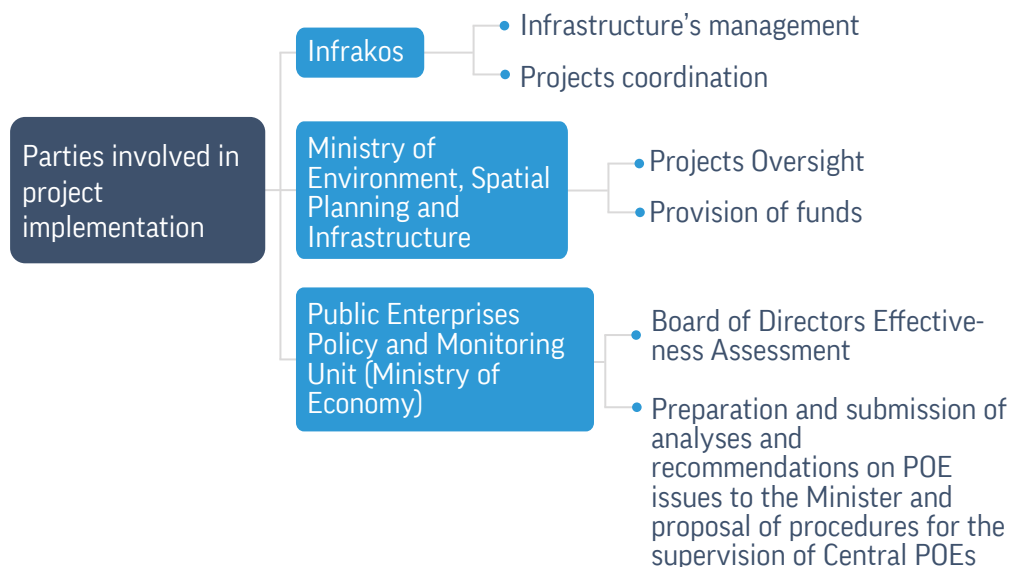 Parties involved in
project
implementation
Infrakos
Infrastructure's management
Projects coordination
Ministry of
Environment, Spatial
Planning and
Infrastructure
Projects Oversight
Provision of funds
Public Enterprises
Policy and Monitoring
Unit (Ministry of
Economy)
Board of Directors Effective-
ness Assessment
Preparation and submission of
analyses and
recommendations on POE
issues to the Minister and
proposal of procedures for the
supervision of Central POEs